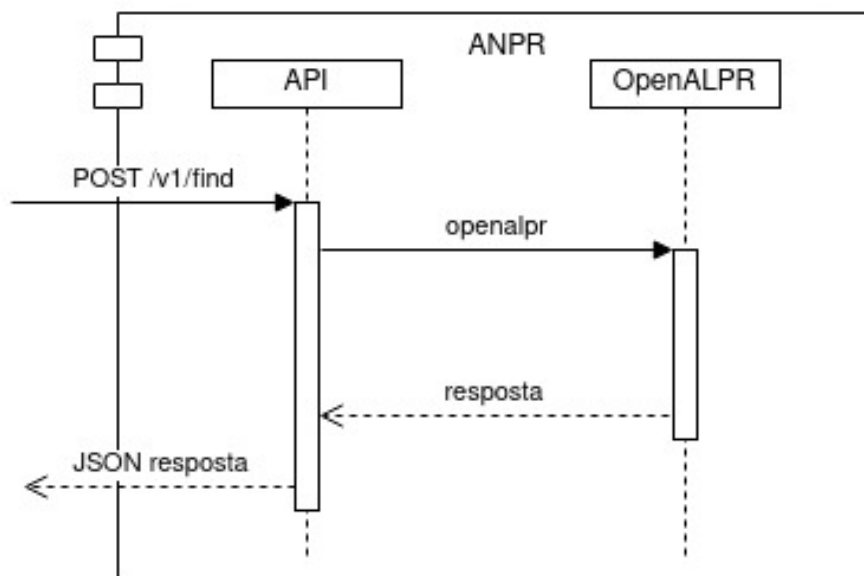 ANPR
API
OpenALPR
POST /v1/find
openalpr
resposta
JSON resposta